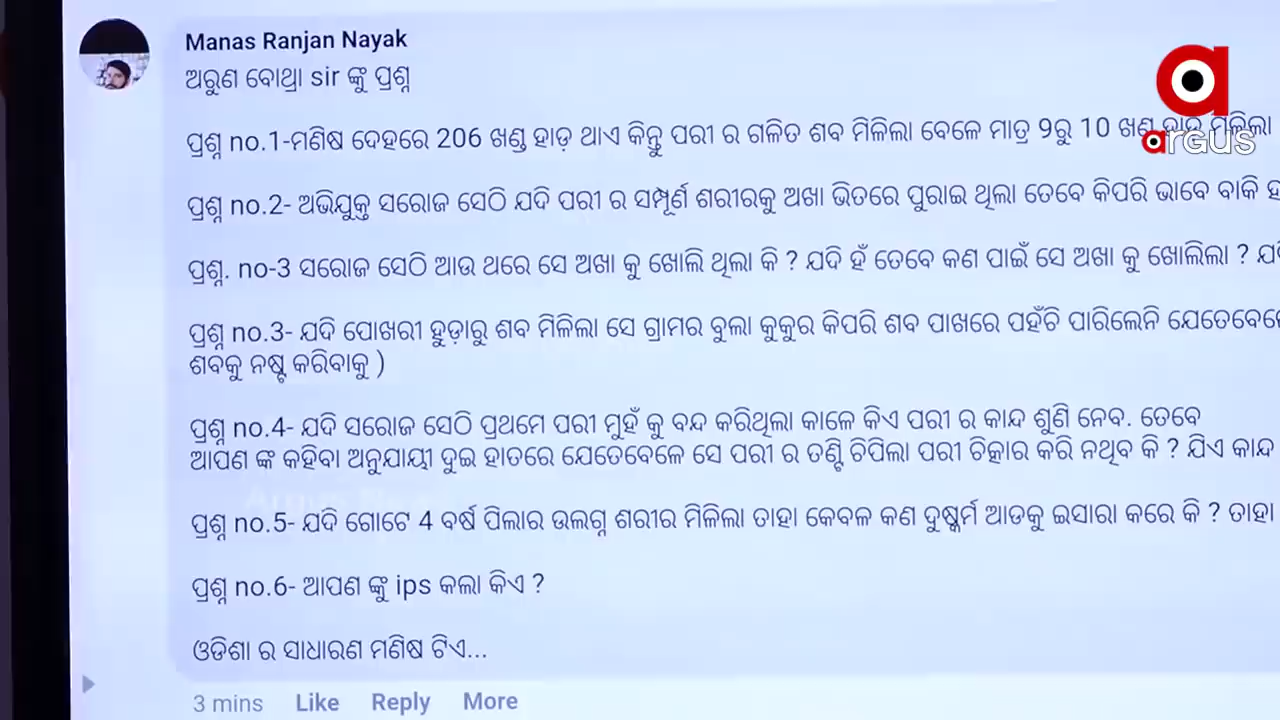 Manas Ranjan Nayak
ଅରୁଣ ବୋଥ୍ରା sir ଙ୍କୁ ପ୍ରଶ୍ନ
ପ୍ରଶ୍ନ no.1-ମଣିଷ ଦେହରେ 206 ଖଣ୍ଡ ହାଡ଼ ଥାଏ କିନ୍ତୁ ପରୀ ର ଗଳିତ ଶବ ମିଳିଲା ବେଳେ ମାତ୍ର 9ରୁ 10 ଖଣ୍ଡ ହାଡ ମିଳିଲା
ପ୍ରଶ୍ନ no.2- ଅଭିଯୁକ୍ତ ସରୋଜ ସେଠି ଯଦି ପରୀ ର ସମ୍ପୂର୍ଣ ଶରୀରକୁ ଅଖା ଭିତରେ ପୁରାଇ ଥିଲା ତେବେ କିପରି ଭାବେ ବାକି
ପ୍ରଶ୍ନ. no-3 ସରୋଜ ସେଠି ଆଉ ଥରେ ସେ ଅଖା କୁ ଖୋଲି ଥିଲା କି ? ଯଦି ହଁ ତେବେ କଣ ପାଇଁ ସେ ଅଖା କୁ ଖୋଲିଲା ?
ପ୍ରଶ୍ନ no.3- ଯଦି ପୋଖରୀ ହୁଡ଼ାରୁ ଶବ ମିଳିଲା ସେ ଗ୍ରାମର ବୁଲା କୁକୁର କିପରି ଶବ ପାଖରେ ପହଁଚି ପାରିଲେନି
ଶବକୁ ନଷ୍ଟ କରିବାକୁ )
ପ୍ରଶ୍ନ no.4- ଯଦି ସରୋଜ ସେଠି ପ୍ରଥମେ ପରୀ ମୁହଁ କୁ ବନ୍ଦ କରିଥିଲା କାଳେ କିଏ ପରୀ ର କାନ୍ଦ ଶୁଣି ନେବ. ତେବେ
ଆପଣ ଙ୍କ କହିବା ଅନୁଯାୟୀ ଦୁଇ ହାତରେ ଯେତେବେଳେ ସେ ପରୀ ର ତଣ୍ଟି ଚିପିଲା ପରୀ ଚିତ୍କାର କରି ନଥିବ କି ? ଯିଏ କାନ୍ଦ
ପ୍ରଶ୍ନ no.5- ଯଦି ଗୋଟେ 4 ବର୍ଷ ପିଲାର ଉଲଗ୍ନ ଶରୀର ମିଳିଲା ତାହା କେବଳ କଣ ଦୁଷ୍କର୍ମ ଆଡକୁ ଇସାରା କରେ କି ? ତାହା
ପ୍ରଶ୍ନ no.6- ଆପଣ ଙ୍କୁ ips କଲା କିଏ ?
ଓଡିଶା ର ସାଧାରଣ ମଣିଷ ଟିଏ...
3 mins Like Reply More
argus